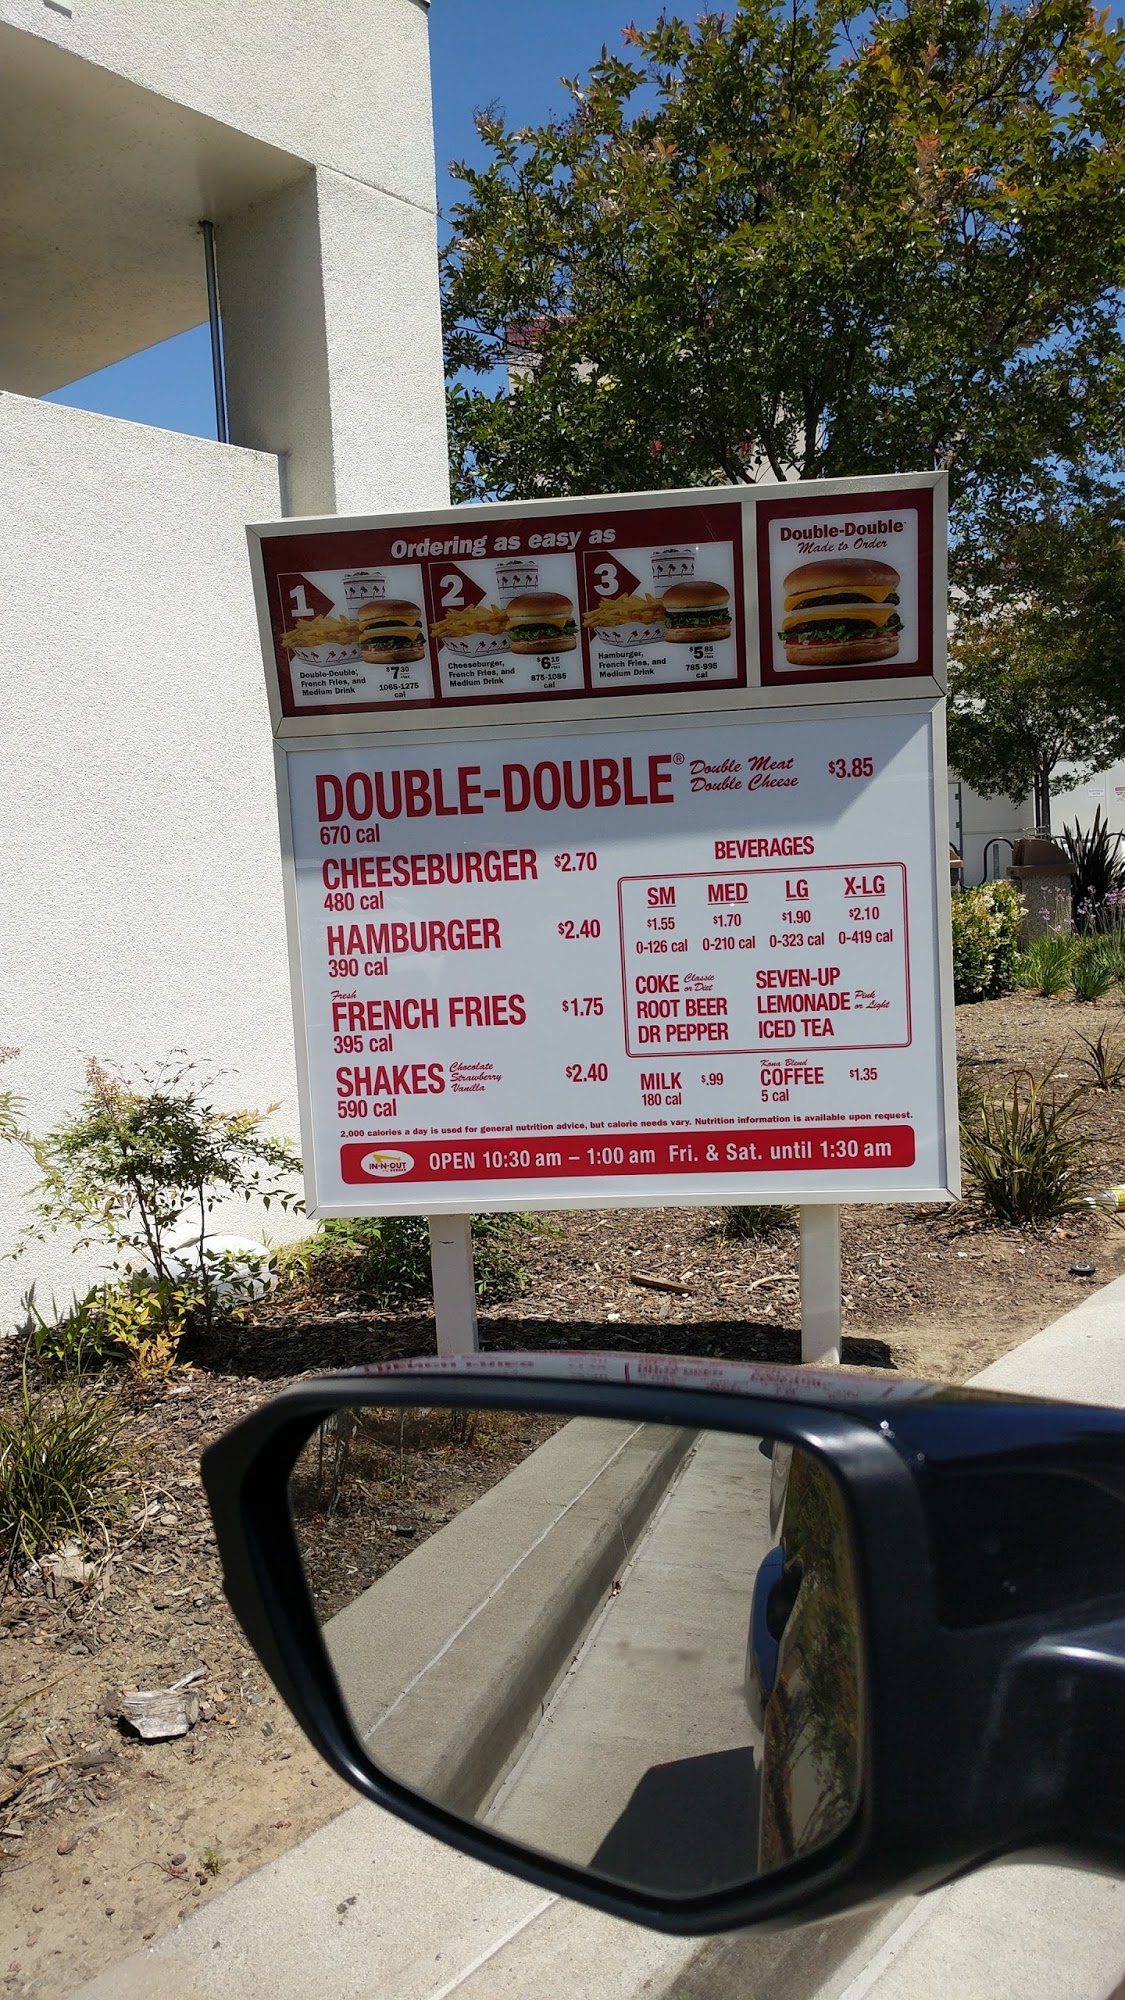 Ordering as easy as
1
Double-Double,
French Fries, and
Medium Drink
$7.30
1065-1275
cal
2
Cheeseburger,
French Fries, and
Medium Drink
$6.15
875-1085
cal
3
Hamburger,
French Fries, and
Medium Drink
$5.85
785-995
cal
Double-Double
Made to Order
DOUBLE-DOUBLE® Double Meat Double Cheese $3.85
670 cal
CHEESEBURGER $2.70
480 cal
HAMBURGER $2.40
390 cal
Fresh
FRENCH FRIES $1.75
395 cal
SHAKES Chocolate Strawberry Vanilla $2.40
590 cal
BEVERAGES
SM MED LG X-LG
$1.55 $1.70 $1.90 $2.10
0-126 cal 0-210 cal 0-323 cal 0-419 cal
COKE Classic or Diet SEVEN-UP
ROOT BEER LEMONADE Pink or Light
DR PEPPER ICED TEA
Kona Blend
MILK $.99 COFFEE $1.35
180 cal 5 cal
2,000 calories a day is used for general nutrition advice, but calorie needs vary. Nutrition information is available upon request.
IN-N-OUT BURGER OPEN 10:30 am – 1:00 am Fri. & Sat. until 1:30 am